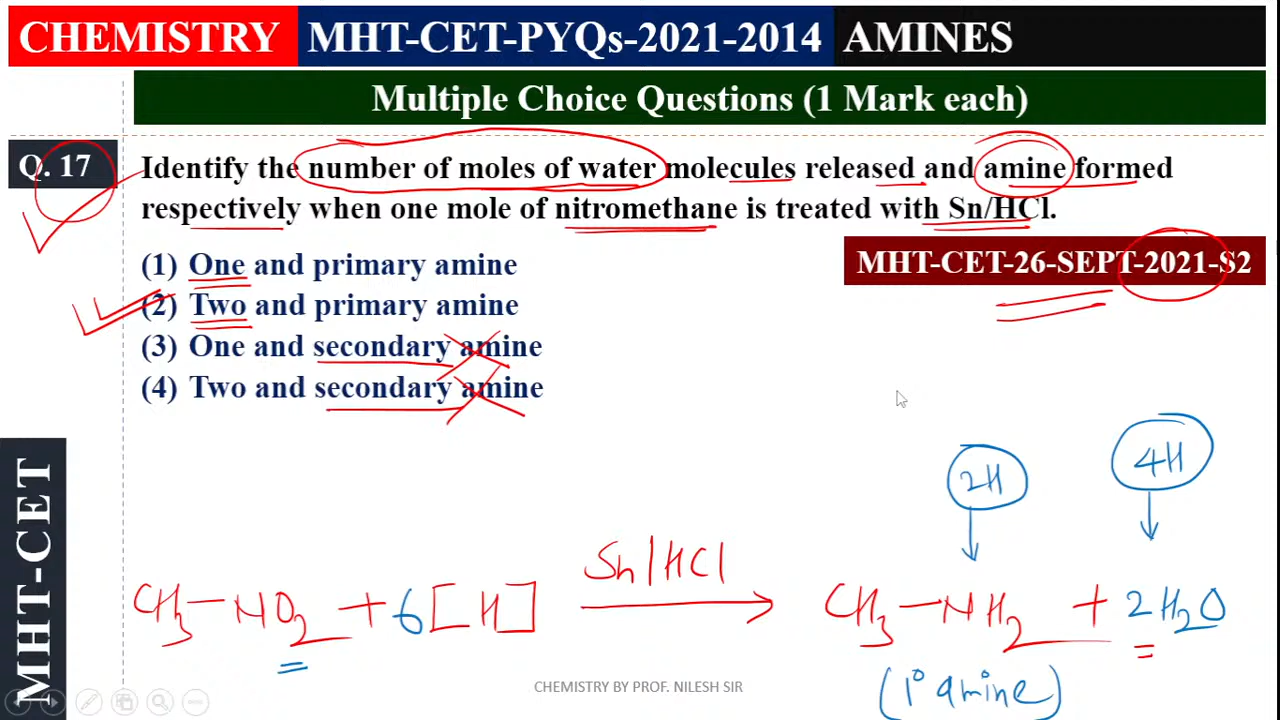 CHEMISTRY MHT-CET-PYQs-2021-2014 AMINES
Multiple Choice Questions (1 Mark each)
Q. 17 Identify the number of moles of water molecules released and amine formed
respectively when one mole of nitromethane is treated with Sn/HCl.
MHT-CET-26-SEPT-2021-S2
(1) One and primary amine
(2) Two and primary amine
(3) One and secondary amine
(4) Two and secondary amine
2H 4H
Sn/HCl
CH3-NO2 + 6[H] → CH3-NH2 + 2H2O
(1° amine)
CHEMISTRY BY PROF. NILESH SIR
MHT-CET